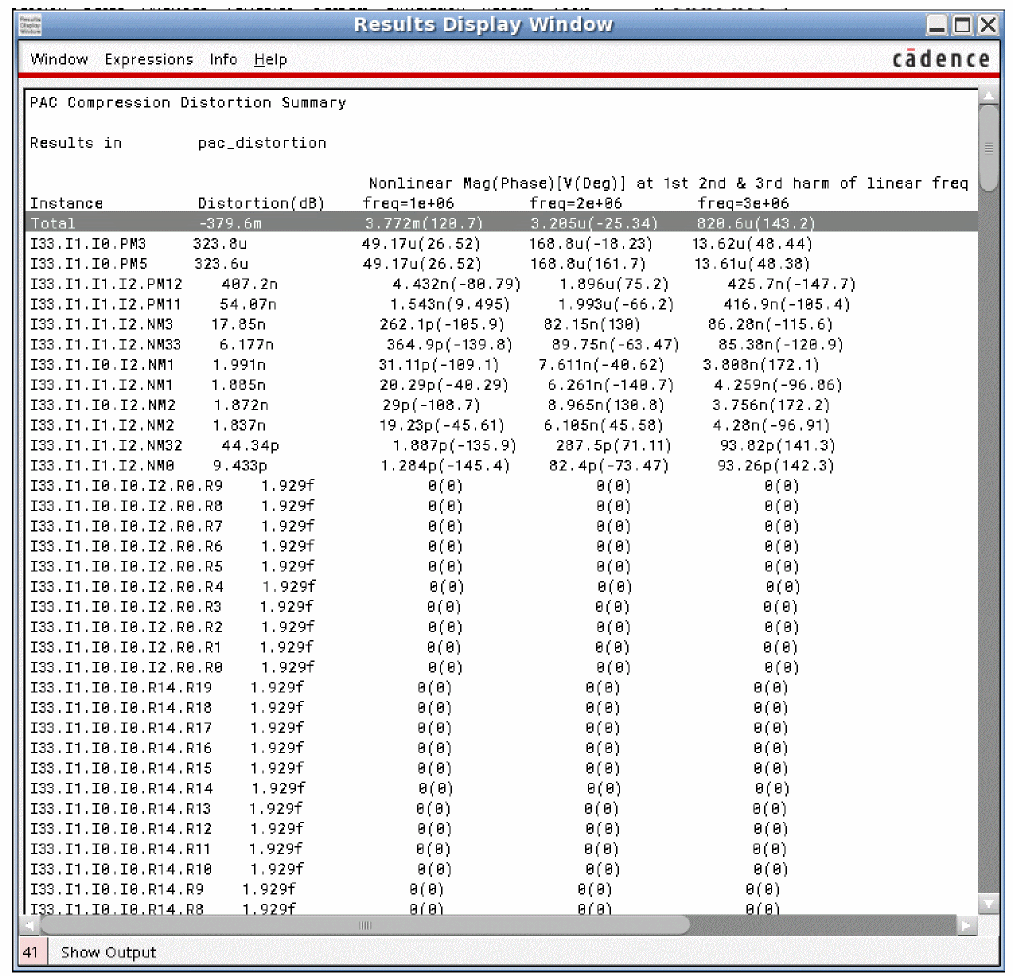 Results Display Window
Window Expressions Info Help
cādence
PAC Compression Distortion Summary
Results in pac_distortion
Nonlinear Mag(Phase)[V(Deg)] at 1st 2nd & 3rd harm of linear freq
Instance Distortion(dB) freq=1e+06 freq=2e+06 freq=3e+06
Total -379.6m 3.772m(120.7) 3.205u(-25.34) 820.6u(143.2)
I33.I1.I0.PM3 323.8u 49.17u(26.52) 168.8u(-18.23) 13.62u(48.44)
I33.I1.I0.PM5 323.6u 49.17u(26.52) 168.8u(161.7) 13.61u(48.38)
I33.I1.I1.I2.PM12 407.2n 4.432n(-80.79) 1.896u(75.2) 425.7n(-147.7)
I33.I1.I1.I2.PM11 54.07n 1.543n(9.495) 1.993u(-66.2) 416.9n(-105.4)
I33.I1.I1.I2.NM3 17.85n 262.1p(-105.9) 82.15n(130) 86.28n(-115.6)
I33.I1.I1.I2.NM33 6.177n 364.9p(-139.8) 89.75n(-63.47) 85.38n(-120.9)
I33.I1.I0.I2.NM1 1.991n 31.11p(-109.1) 7.611n(-40.62) 3.808n(172.1)
I33.I1.I1.I2.NM1 1.885n 20.29p(-40.29) 6.261n(-140.7) 4.259n(-96.86)
I33.I1.I0.I2.NM2 1.872n 29p(-108.7) 8.965n(130.8) 3.756n(172.2)
I33.I1.I1.I2.NM2 1.837n 19.23p(-45.61) 6.105n(45.58) 4.28n(-96.91)
I33.I1.I1.I2.NM32 44.34p 1.887p(-135.9) 287.5p(71.11) 93.82p(141.3)
I33.I1.I1.I2.NM0 9.433p 1.284p(-145.4) 82.4p(-73.47) 93.26p(142.3)
I33.I1.I0.I0.I2.R0.R9 1.929f 0(0) 0(0) 0(0)
I33.I1.I0.I0.I2.R0.R8 1.929f 0(0) 0(0) 0(0)
I33.I1.I0.I0.I2.R0.R7 1.929f 0(0) 0(0) 0(0)
I33.I1.I0.I0.I2.R0.R6 1.929f 0(0) 0(0) 0(0)
I33.I1.I0.I0.I2.R0.R5 1.929f 0(0) 0(0) 0(0)
I33.I1.I0.I0.I2.R0.R4 1.929f 0(0) 0(0) 0(0)
I33.I1.I0.I0.I2.R0.R3 1.929f 0(0) 0(0) 0(0)
I33.I1.I0.I0.I2.R0.R2 1.929f 0(0) 0(0) 0(0)
I33.I1.I0.I0.I2.R0.R1 1.929f 0(0) 0(0) 0(0)
I33.I1.I0.I0.I2.R0.R0 1.929f 0(0) 0(0) 0(0)
I33.I1.I0.I0.R14.R19 1.929f 0(0) 0(0) 0(0)
I33.I1.I0.I0.R14.R18 1.929f 0(0) 0(0) 0(0)
I33.I1.I0.I0.R14.R17 1.929f 0(0) 0(0) 0(0)
I33.I1.I0.I0.R14.R16 1.929f 0(0) 0(0) 0(0)
I33.I1.I0.I0.R14.R15 1.929f 0(0) 0(0) 0(0)
I33.I1.I0.I0.R14.R14 1.929f 0(0) 0(0) 0(0)
I33.I1.I0.I0.R14.R13 1.929f 0(0) 0(0) 0(0)
I33.I1.I0.I0.R14.R12 1.929f 0(0) 0(0) 0(0)
I33.I1.I0.I0.R14.R11 1.929f 0(0) 0(0) 0(0)
I33.I1.I0.I0.R14.R10 1.929f 0(0) 0(0) 0(0)
I33.I1.I0.I0.R14.R9 1.929f 0(0) 0(0) 0(0)
I33.I1.I0.I0.R14.R8 1.929f 0(0) 0(0) 0(0)
41 Show Output